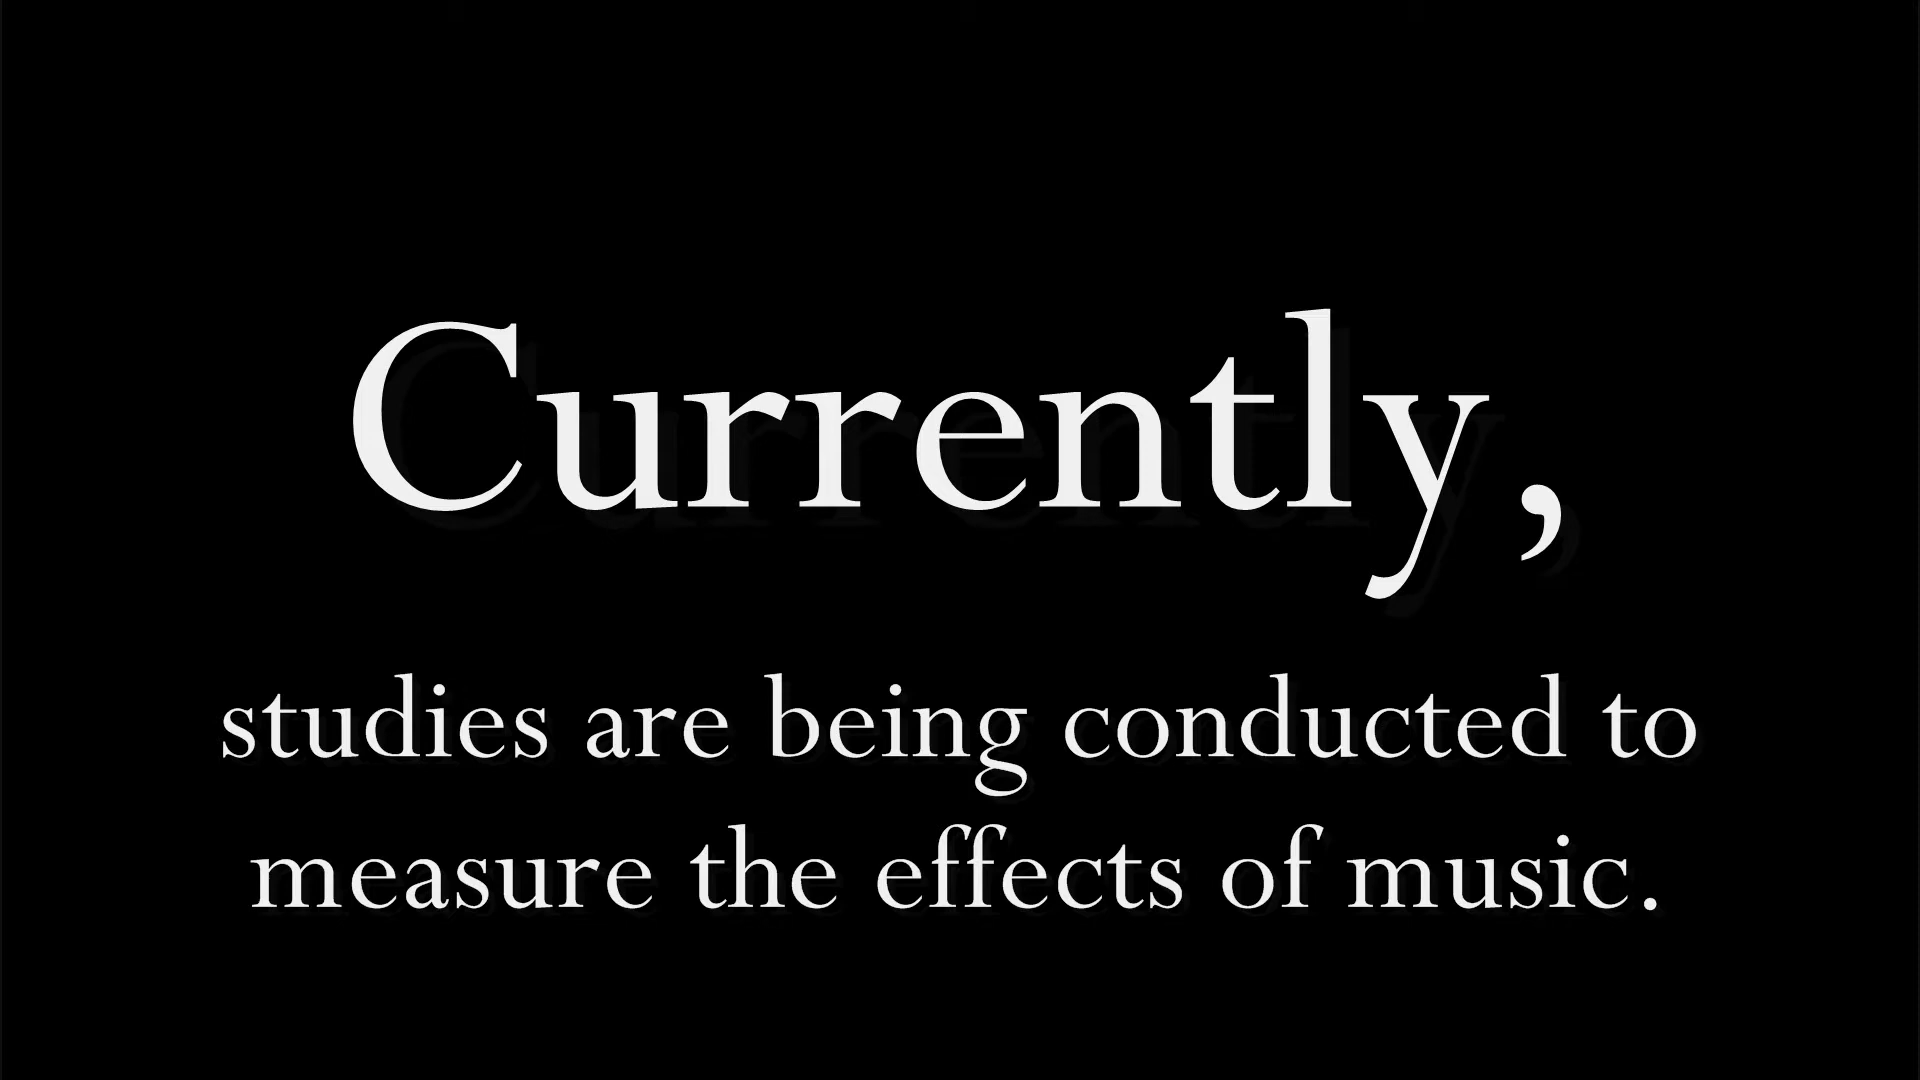 Currently,
studies are being conducted to
measure the effects of music.